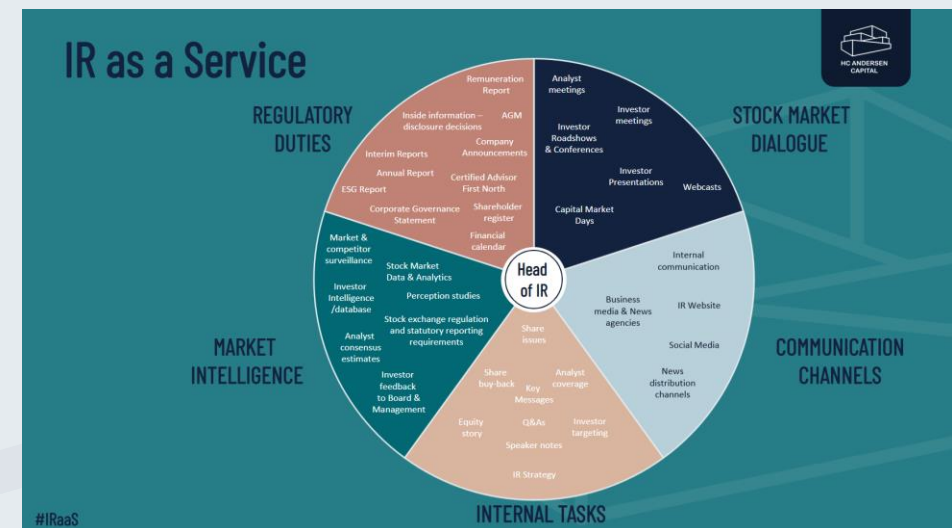 IR as a Service
HC ANDERSEN
CAPITAL
REGULATORY
DUTIES
Remuneration
Report
Inside information –
disclosure decisions
AGM
Company
Announcements
Interim Reports
Annual Report
ESG Report
Certified Advisor
First North
Corporate Governance
Statement
Shareholder
register
Financial
calendar
STOCK MARKET
DIALOGUE
Analyst
meetings
Investor
meetings
Investor
Roadshows
& Conferences
Investor
Presentations
Webcasts
Capital Market
Days
Head
of IR
MARKET
INTELLIGENCE
Market &
competitor
surveillance
Stock Market
Data & Analytics
Investor
Intelligence
/database
Perception studies
Stock exchange regulation
and statutory reporting
requirements
Analyst
consensus
estimates
Investor
feedback
to Board &
Management
COMMUNICATION
CHANNELS
Internal
communication
Business
media & News
agencies
IR Website
Social Media
News
distribution
channels
Share
issues
Share
buy-back
Key
Messages
Analyst
coverage
Equity
story
Q&As
Investor
targeting
Speaker notes
IR Strategy
INTERNAL TASKS
#IRaaS